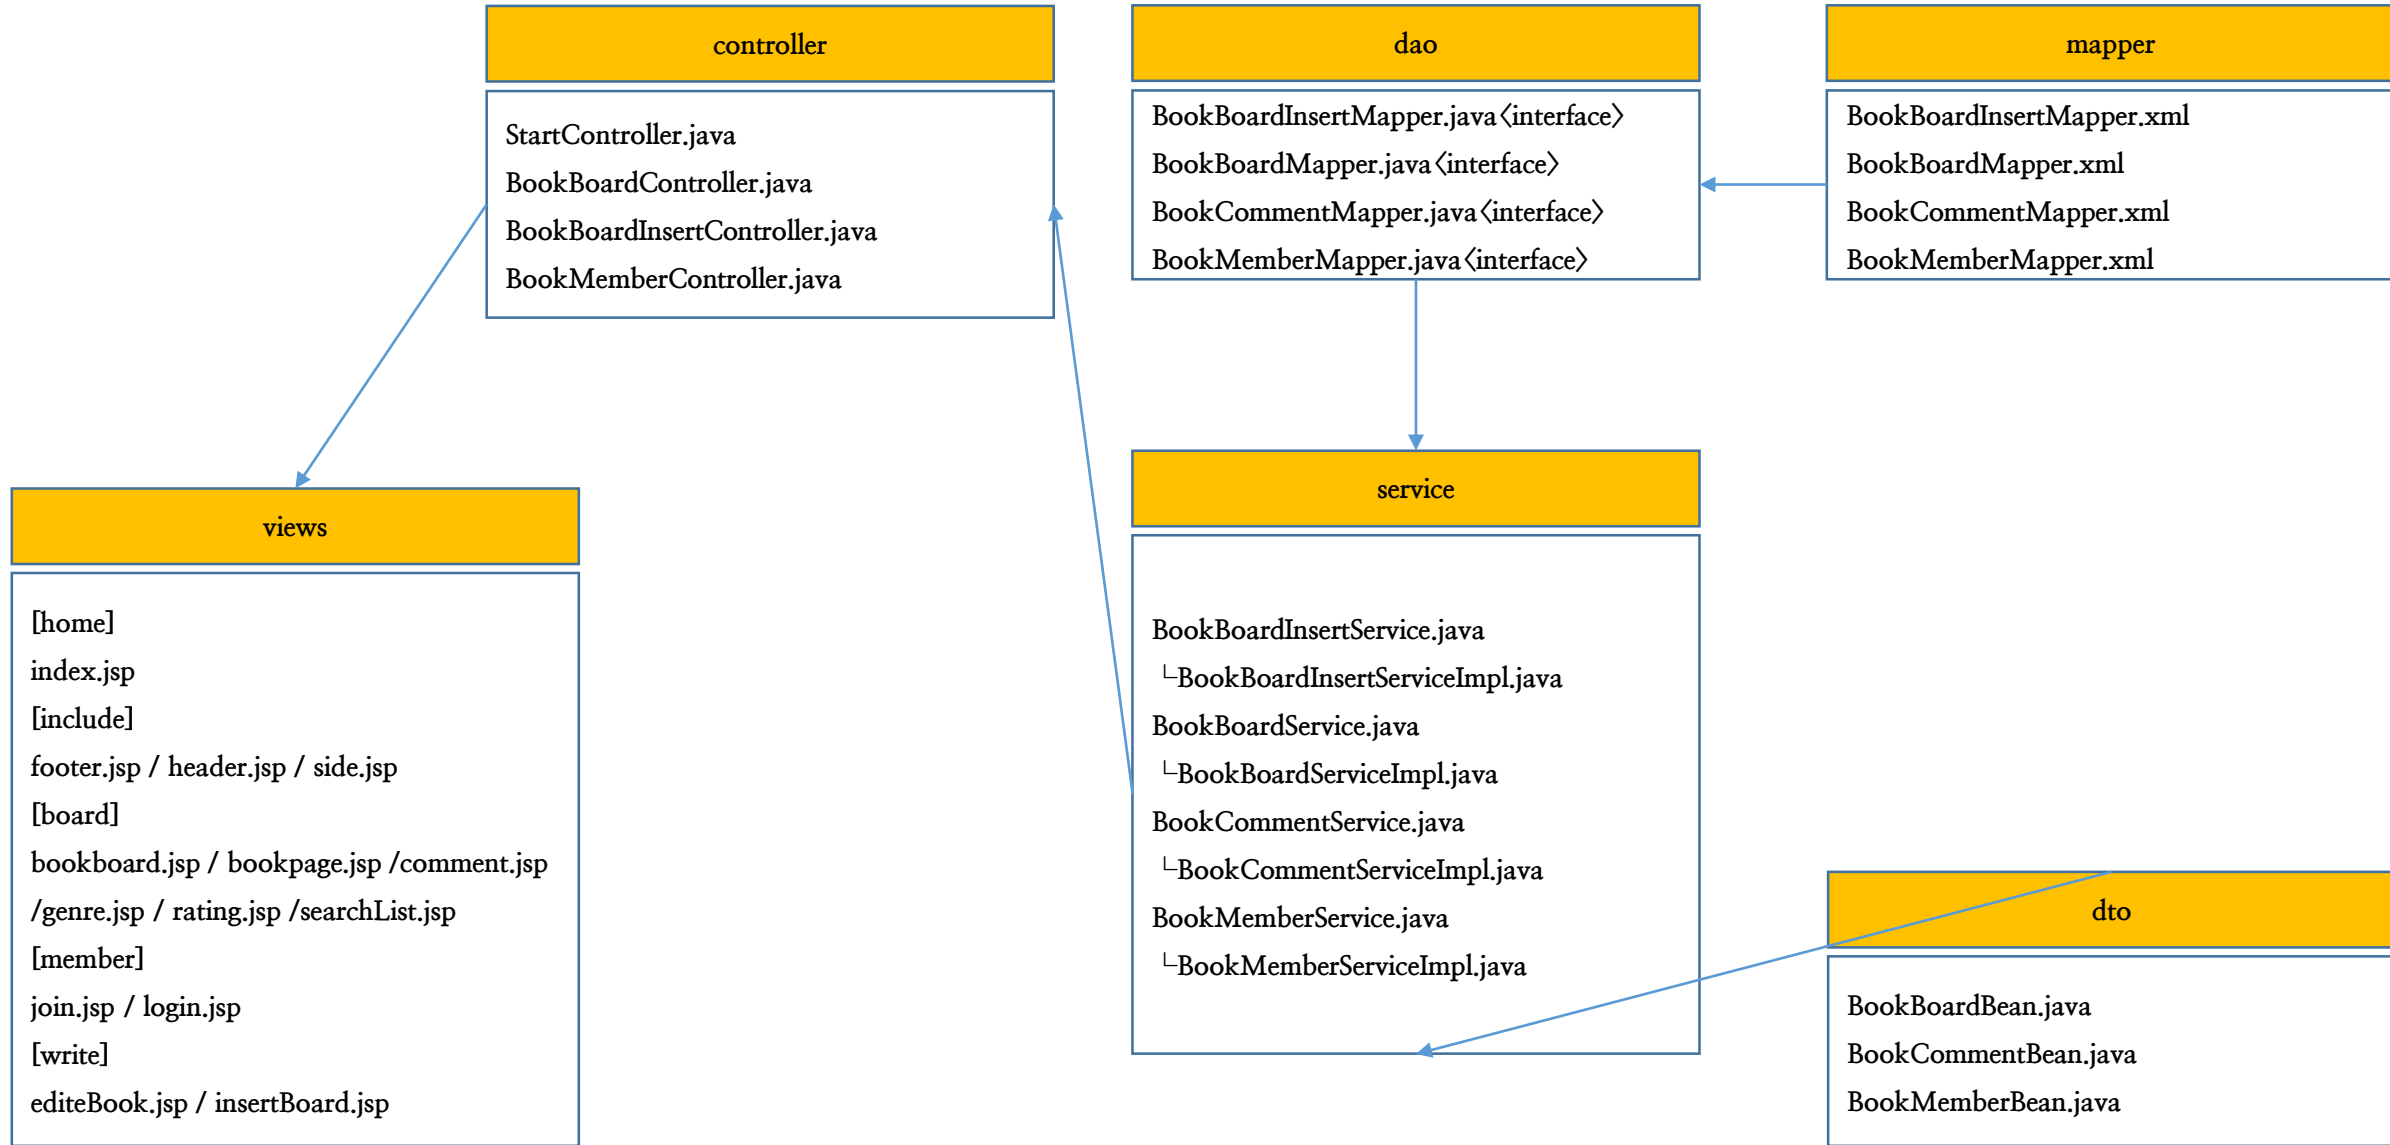 controller
StartController.java
BookBoardController.java
BookBoardInsertController.java
BookMemberController.java
dao
BookBoardInsertMapper.java〈interface〉
BookBoardMapper.java〈interface〉
BookCommentMapper.java〈interface〉
BookMemberMapper.java〈interface〉
mapper
BookBoardInsertMapper.xml
BookBoardMapper.xml
BookCommentMapper.xml
BookMemberMapper.xml
views
[home]
index.jsp
[include]
footer.jsp / header.jsp / side.jsp
[board]
bookboard.jsp / bookpage.jsp /comment.jsp
/genre.jsp / rating.jsp /searchList.jsp
[member]
join.jsp / login.jsp
[write]
editeBook.jsp / insertBoard.jsp
service
BookBoardInsertService.java
└BookBoardInsertServiceImpl.java
BookBoardService.java
└BookBoardServiceImpl.java
BookCommentService.java
└BookCommentServiceImpl.java
BookMemberService.java
└BookMemberServiceImpl.java
dto
BookBoardBean.java
BookCommentBean.java
BookMemberBean.java